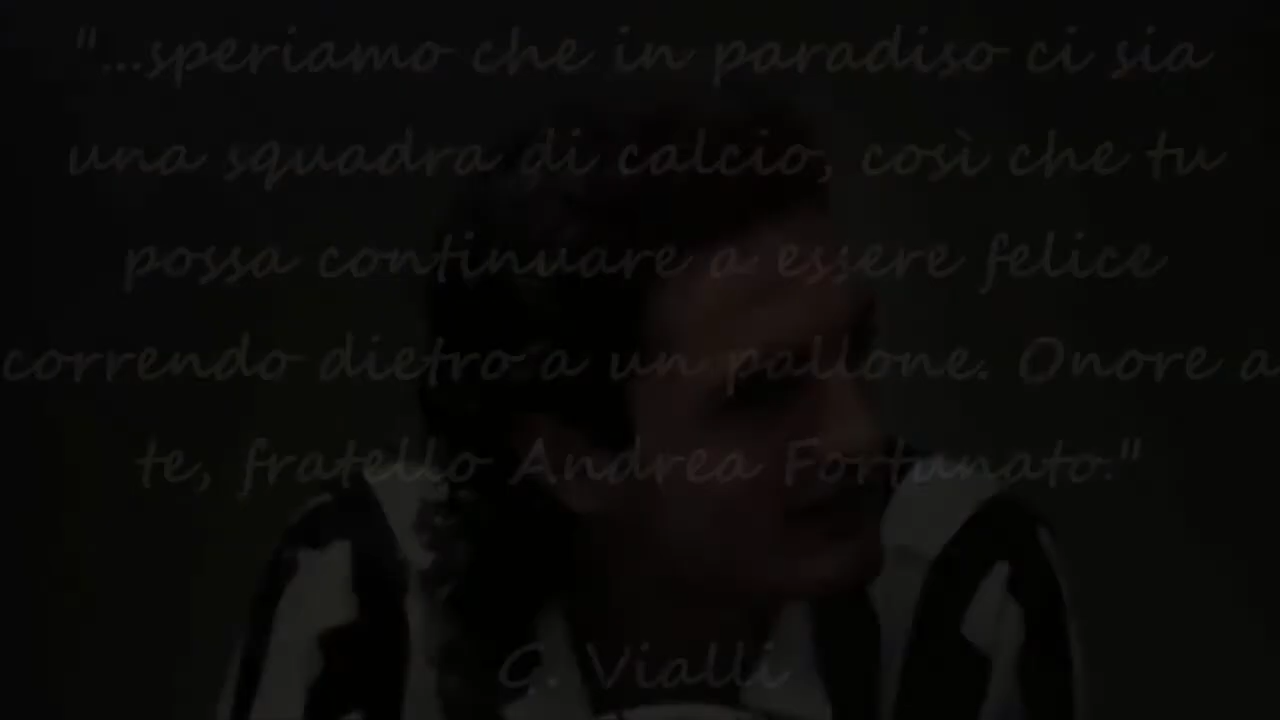 "...speriamo che in paradiso ci sia
una squadra di calcio, così che tu
possa continuare a essere felice
correndo dietro a un pallone. Onore a
te, fratello Andrea Fortunato."
G. Vialli